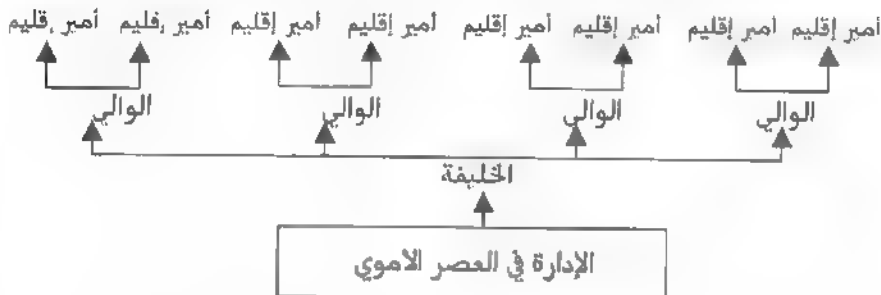 أمير إقليم أمير إقليم أمير إقليم أمير إقليم أمير إقليم أمير إقليم أمير إقليم أمير إقليم
الوالي الوالي الوالي الوالي
الخليفة
الإدارة في العصر الاموي